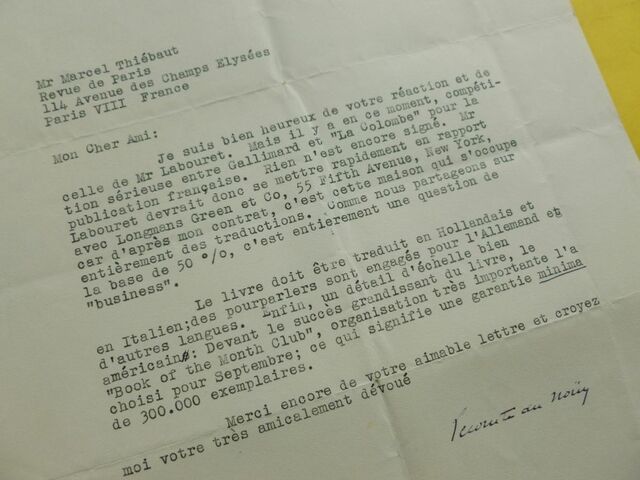 Mr Marcel Thiébaut
Revue de Paris
114 Avenue des Champs Elysées
Paris VIII France
Mon Cher Ami:
Je suis bien heureux de votre réaction et de
celle de Mr Labouret. Mais il y a en ce moment, compéti-
tion sérieuse entre Gallimard et "La Colombe" pour la
publication française. Rien n'est encore signé. Mr
Labouret devrait donc se mettre rapidement en rapport
avec Longmans Green et Co, 55 Fifth Avenue, New York,
car d'après mon contrat, c'est cette maison qui s'occupe
entièrement des traductions. Comme nous partageons sur
la base de 50 o/o, c'est entièrement une question de
"business".
Le livre doit être traduit en Hollandais et
en Italien;des pourparlers sont engagés pour l'Allemand et
d'autres langues. Enfin, un détail d'échelle bien
américain: Devant le succès grandissant du livre, le
"Book of the Month Club", organisation très importante l'a
choisi pour Septembre; ce qui signifie une garantie minima
de 300.000 exemplaires.
Merci encore de votre aimable lettre et croyez
moi votre très amicalement dévoué
Lecomte du Noüy